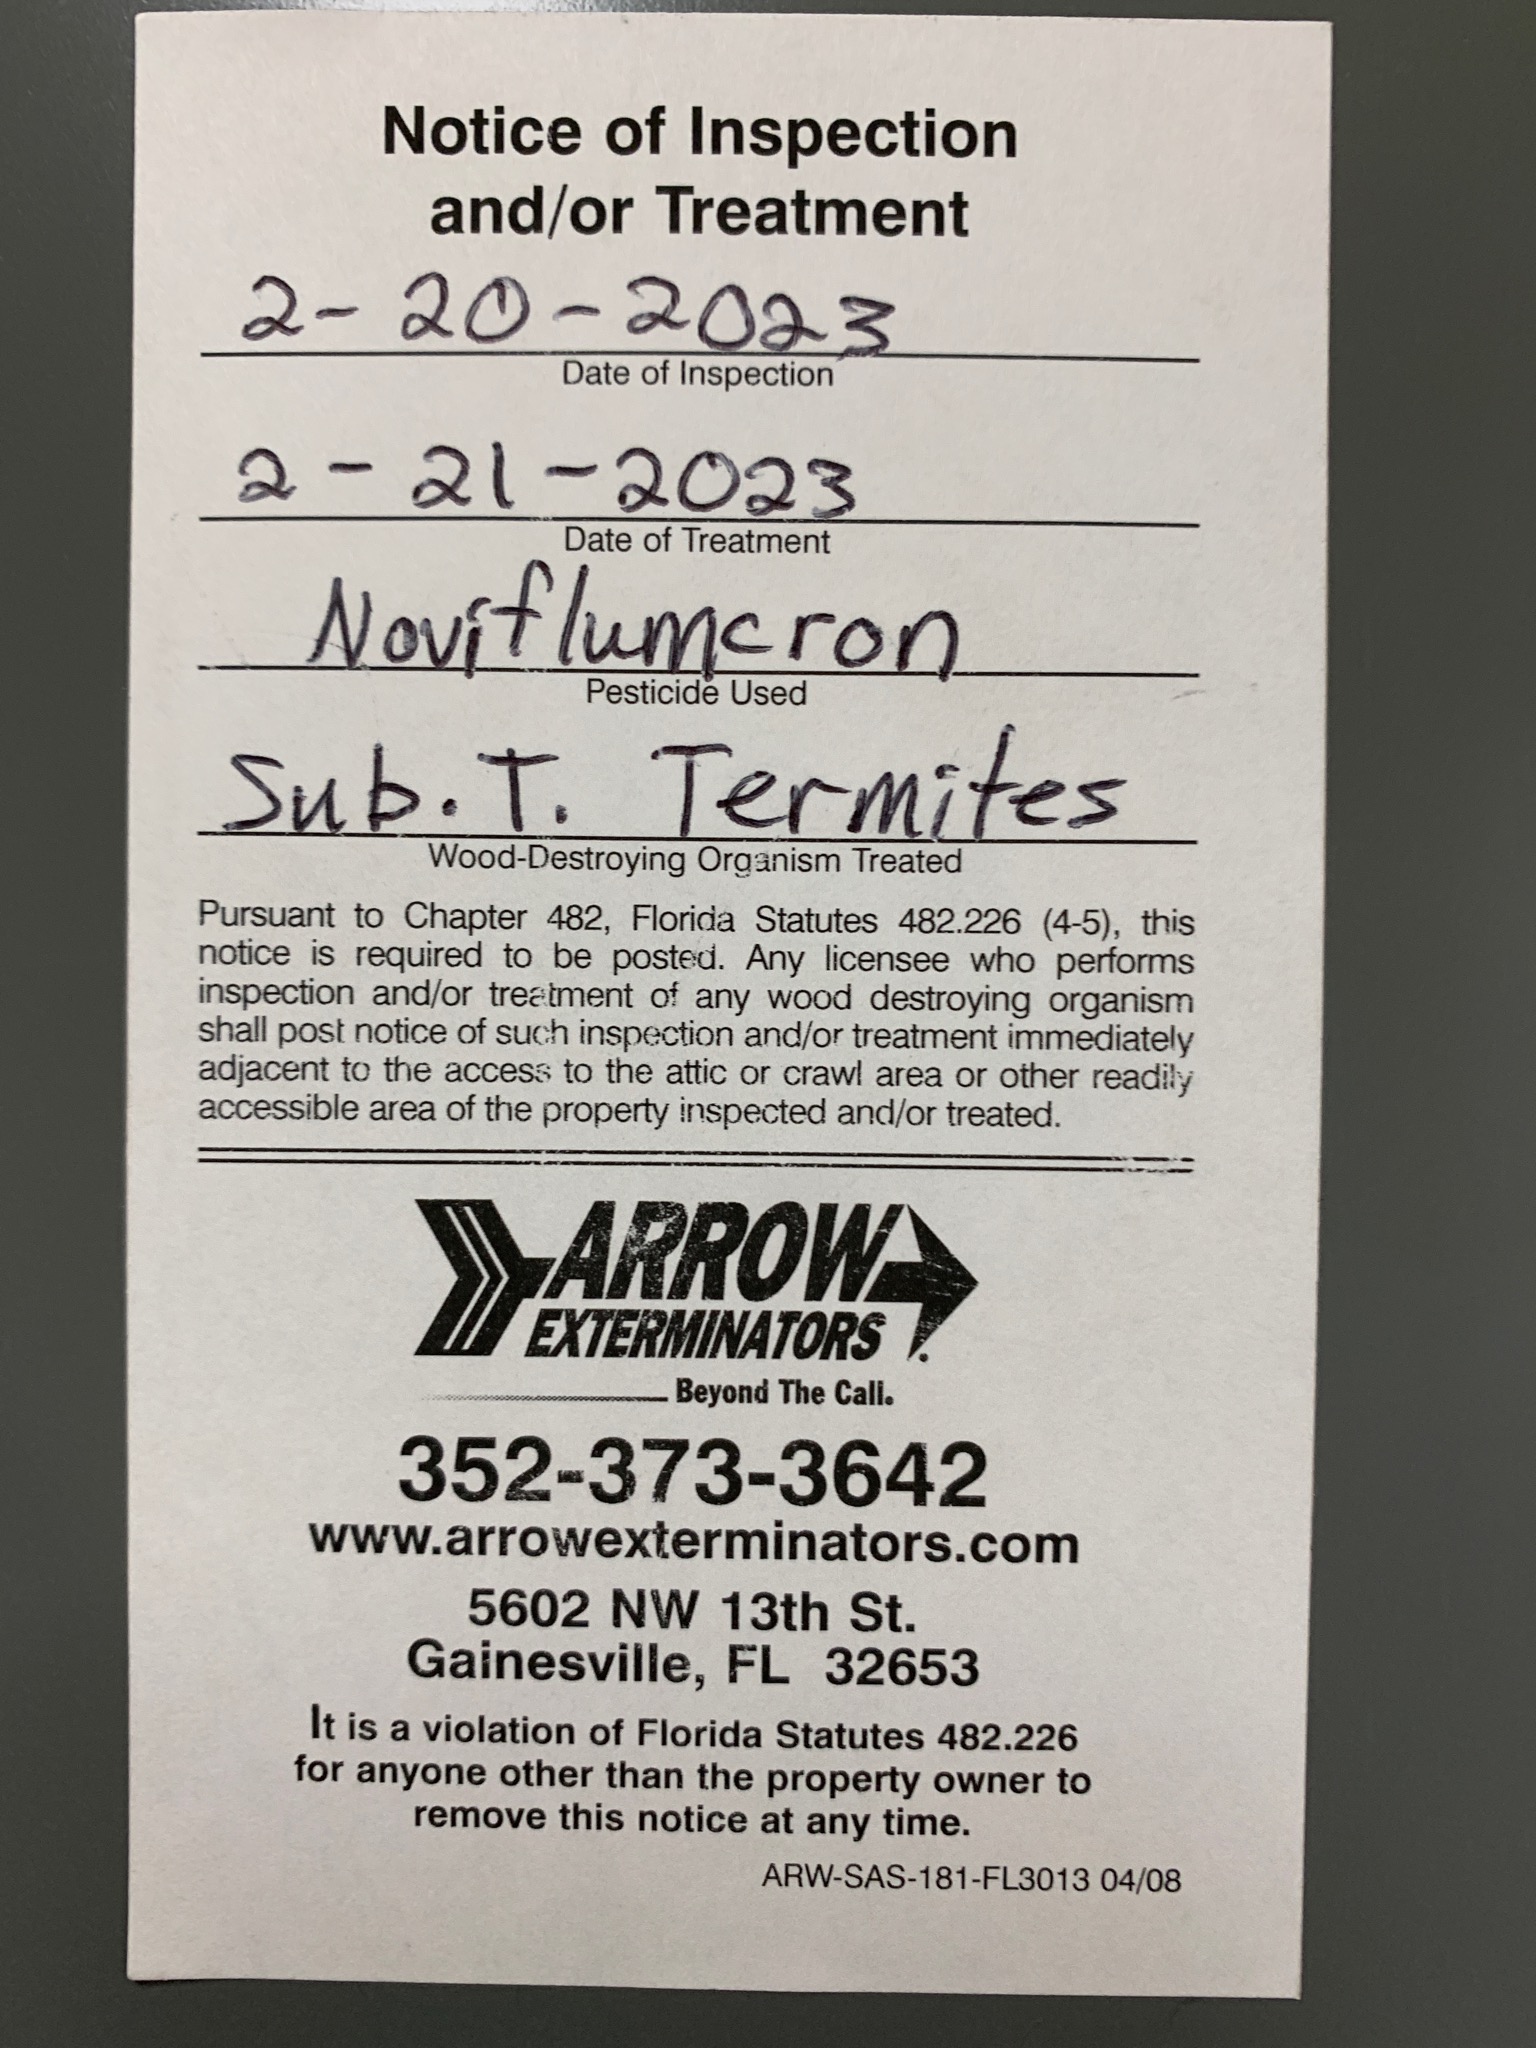 Notice of Inspection
and/or Treatment
2-20-2023
Date of Inspection
2-21-2023
Date of Treatment
Noviflumcron
Pesticide Used
Sub. T. Termites
Wood-Destroying Organism Treated
Pursuant to Chapter 482, Florida Statutes 482.226 (4-5), this
notice is required to be posted. Any licensee who performs
inspection and/or treatment of any wood destroying organism
shall post notice of such inspection and/or treatment immediately
adjacent to the access to the attic or crawl area or other readily
accessible area of the property inspected and/or treated.
ARROW
EXTERMINATORS.
Beyond The Call.
352-373-3642
www.arrowexterminators.com
5602 NW 13th St.
Gainesville, FL 32653
It is a violation of Florida Statutes 482.226
for anyone other than the property owner to
remove this notice at any time.
ARW-SAS-181-FL3013 04/08